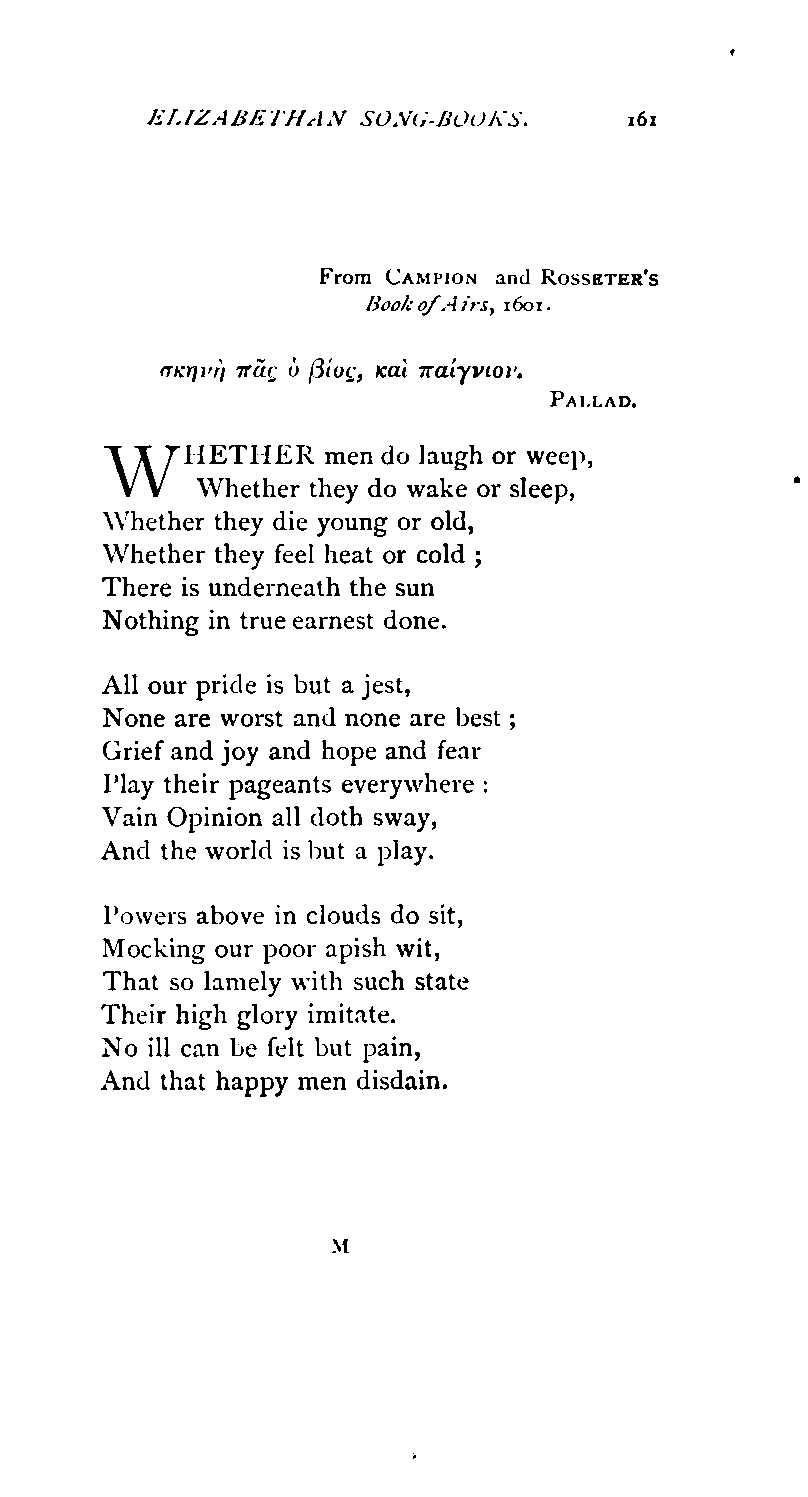 ELIZABETHAN SONG-BOOKS. 161
From CAMPION and ROSSETER'S
Book of Airs, 1601.
σκηνὴ πᾶς ὁ βίος, καὶ παίγνιον.
PALLAD.
WHETHER men do laugh or weep,
Whether they do wake or sleep,
Whether they die young or old,
Whether they feel heat or cold ;
There is underneath the sun
Nothing in true earnest done.
All our pride is but a jest,
None are worst and none are best ;
Grief and joy and hope and fear
Play their pageants everywhere :
Vain Opinion all doth sway,
And the world is but a play.
Powers above in clouds do sit,
Mocking our poor apish wit,
That so lamely with such state
Their high glory imitate.
No ill can be felt but pain,
And that happy men disdain.
M